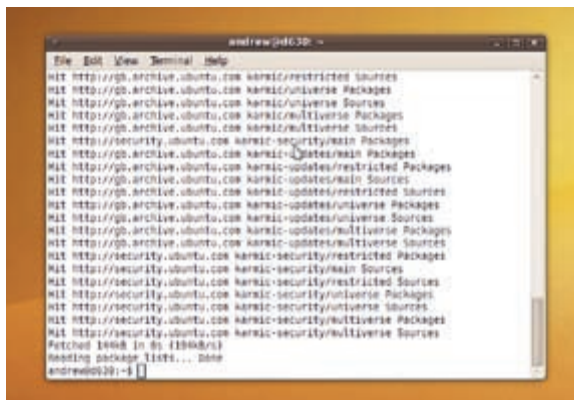 andrew@d630: ~
File Edit View Terminal Help
Hit http://gb.archive.ubuntu.com karmic/restricted Sources
Hit http://gb.archive.ubuntu.com karmic/universe Packages
Hit http://gb.archive.ubuntu.com karmic/universe Sources
Hit http://gb.archive.ubuntu.com karmic/multiverse Packages
Hit http://gb.archive.ubuntu.com karmic/multiverse Sources
Hit http://security.ubuntu.com karmic-security/main Packages
Hit http://gb.archive.ubuntu.com karmic-updates/main Packages
Hit http://gb.archive.ubuntu.com karmic-updates/restricted Packages
Hit http://gb.archive.ubuntu.com karmic-updates/main Sources
Hit http://gb.archive.ubuntu.com karmic-updates/restricted Sources
Hit http://gb.archive.ubuntu.com karmic-updates/universe Packages
Hit http://gb.archive.ubuntu.com karmic-updates/universe Sources
Hit http://gb.archive.ubuntu.com karmic-updates/multiverse Packages
Hit http://gb.archive.ubuntu.com karmic-updates/multiverse Sources
Hit http://security.ubuntu.com karmic-security/restricted Packages
Hit http://security.ubuntu.com karmic-security/main Sources
Hit http://security.ubuntu.com karmic-security/restricted Sources
Hit http://security.ubuntu.com karmic-security/universe Packages
Hit http://security.ubuntu.com karmic-security/universe Sources
Hit http://security.ubuntu.com karmic-security/multiverse Packages
Hit http://security.ubuntu.com karmic-security/multiverse Sources
Fetched in 0s
Reading package lists... Done
andrew@d630:~$